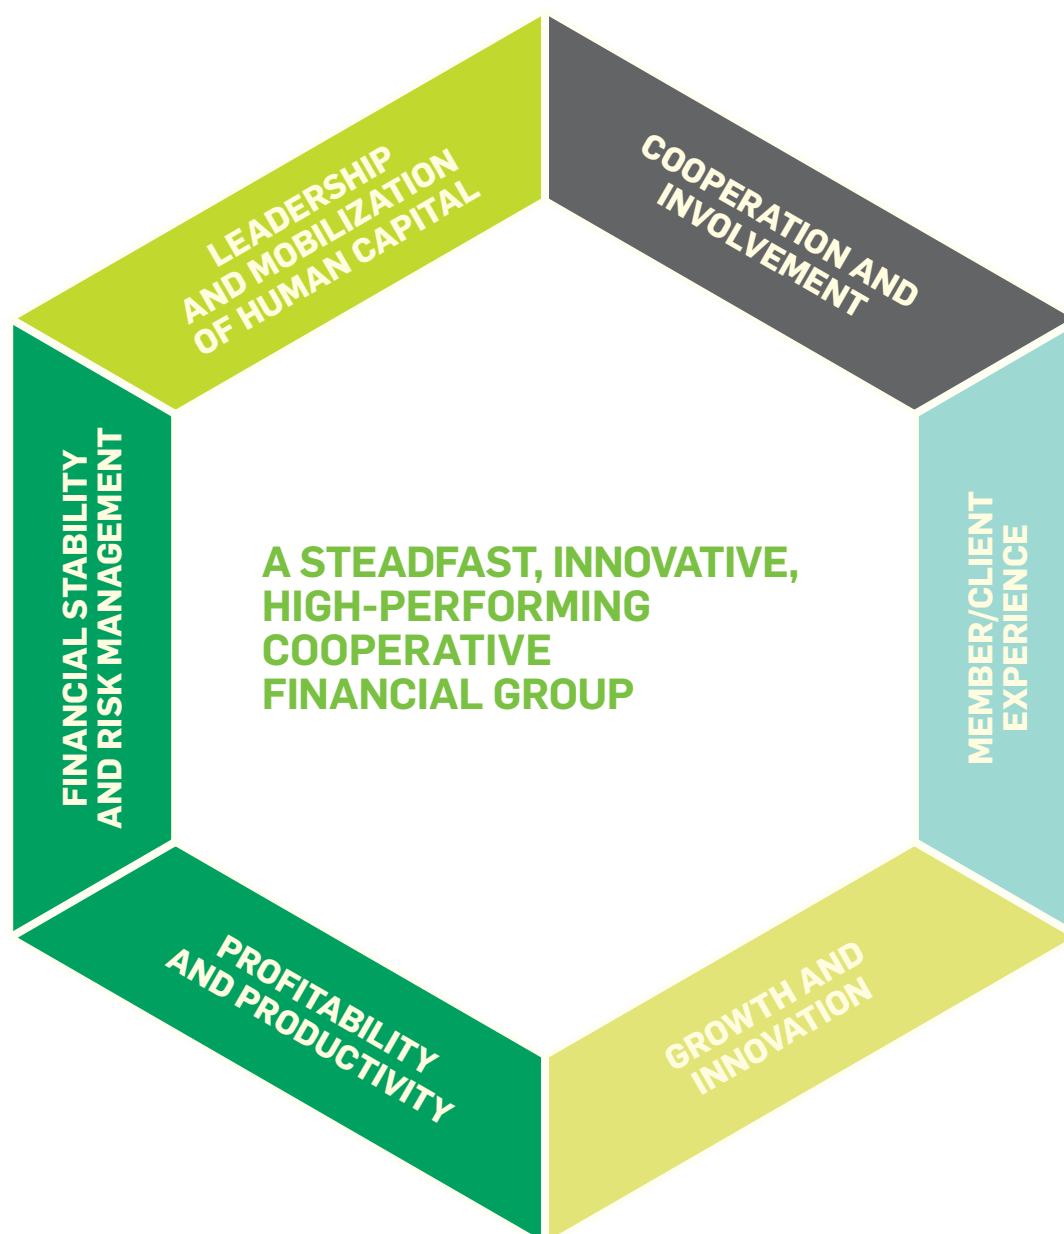 LEADERSHIP
AND MOBILIZATION
OF HUMAN CAPITAL
COOPERATION AND
INVOLVEMENT
FINANCIAL STABILITY
AND RISK MANAGEMENT
A STEADFAST, INNOVATIVE,
HIGH-PERFORMING
COOPERATIVE
FINANCIAL GROUP
MEMBER/CLIENT
EXPERIENCE
PROFITABILITY
AND PRODUCTIVITY
GROWTH AND
INNOVATION